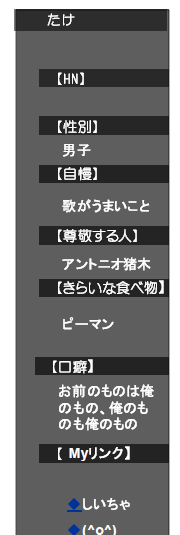 たけ
【HN】
【性別】
男子
【自慢】
歌がうまいこと
【尊敬する人】
アントニオ猪木
【きらいな食べ物】
ピーマン
【口癖】
お前のものは俺
のもの、俺のも
のも俺のもの
【 Myリンク】
◆しいちゃ
◆(^o^)